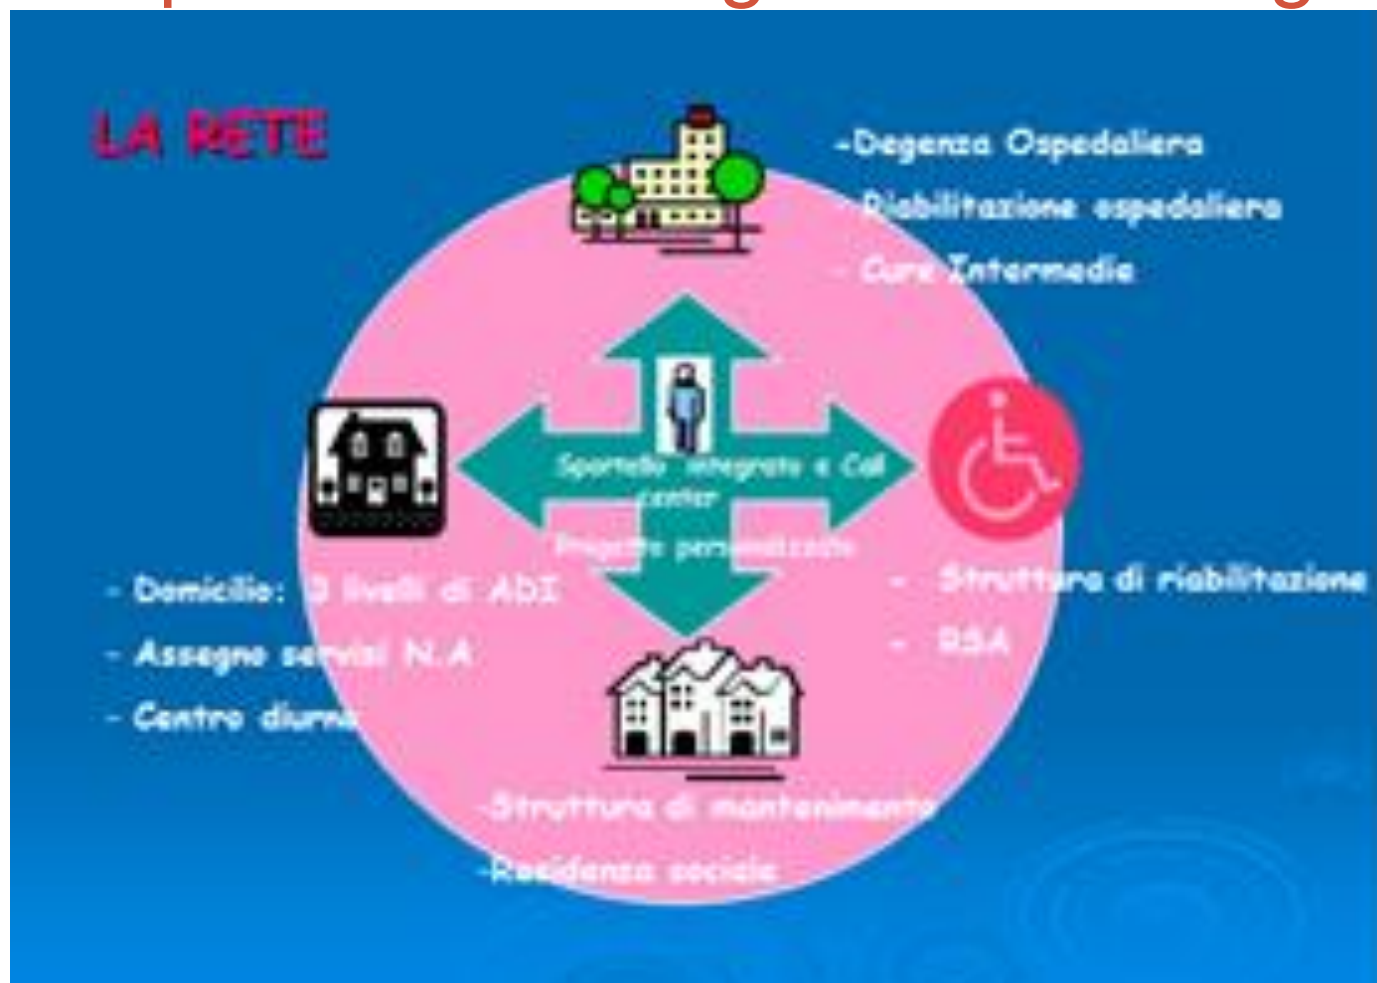 LA RETE
-Degenza Ospedaliera
- Riabilitazione ospedaliera
- Cure Intermedie
Sportello integrato e Call
center
Progetto personalizzato
- Domicilio: 3 livelli di ADI
- Assegno servizi N.A
- Centro diurno
- Struttura di riabilitazione
- RSA
-Struttura di mantenimento
-Residenza sociale